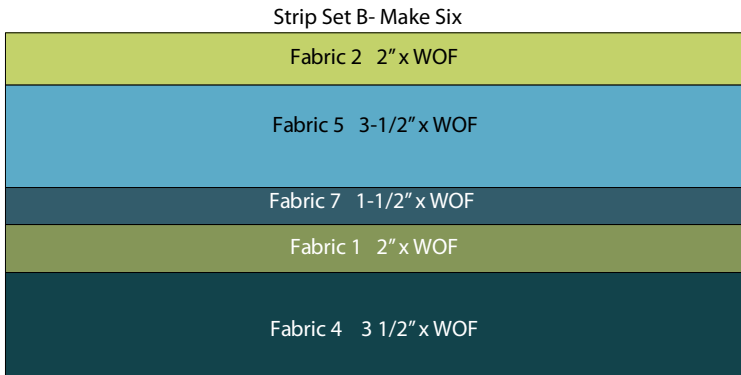 Strip Set B- Make Six
Fabric 2 2” x WOF
Fabric 5 3-1/2” x WOF
Fabric 7 1-1/2” x WOF
Fabric 1 2” x WOF
Fabric 4 3 1/2” x WOF